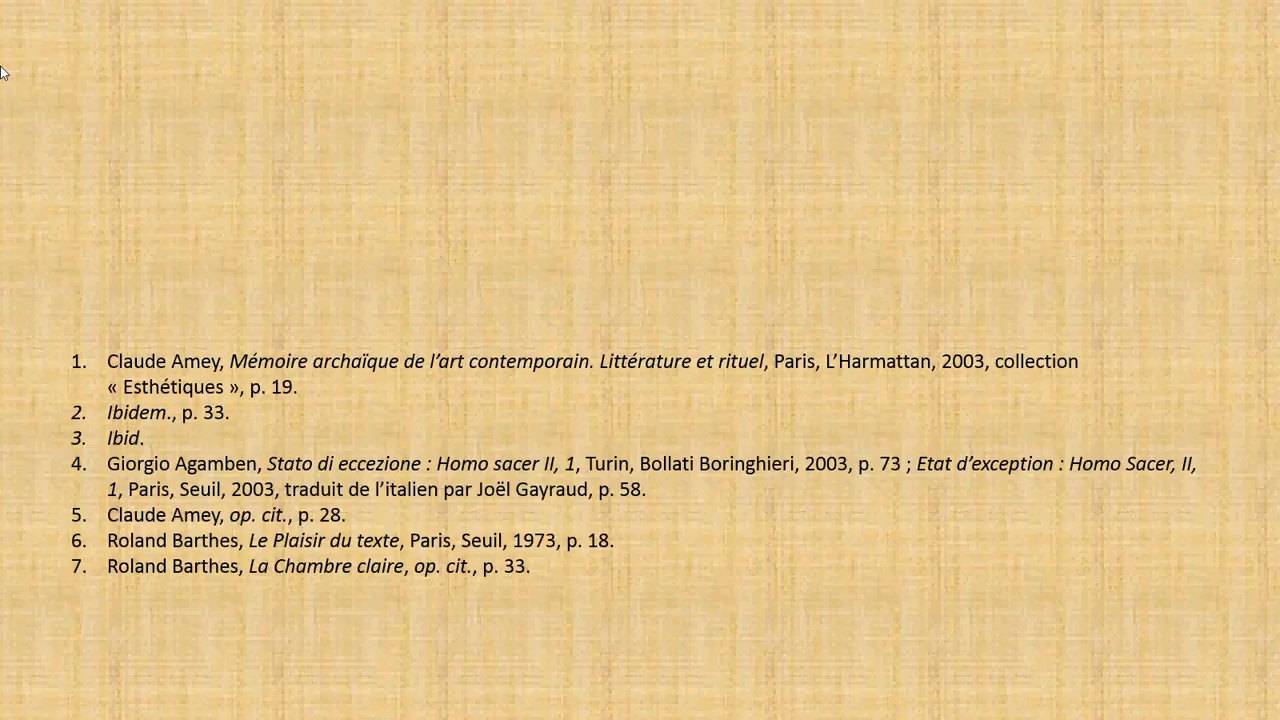 1. Claude Amey, Mémoire archaïque de l’art contemporain. Littérature et rituel, Paris, L’Harmattan, 2003, collection
« Esthétiques », p. 19.
2. Ibidem., p. 33.
3. Ibid.
4. Giorgio Agamben, Stato di eccezione : Homo sacer II, 1, Turin, Bollati Boringhieri, 2003, p. 73 ; Etat d’exception : Homo Sacer, II,
1, Paris, Seuil, 2003, traduit de l’italien par Joël Gayraud, p. 58.
5. Claude Amey, op. cit., p. 28.
6. Roland Barthes, Le Plaisir du texte, Paris, Seuil, 1973, p. 18.
7. Roland Barthes, La Chambre claire, op. cit., p. 33.